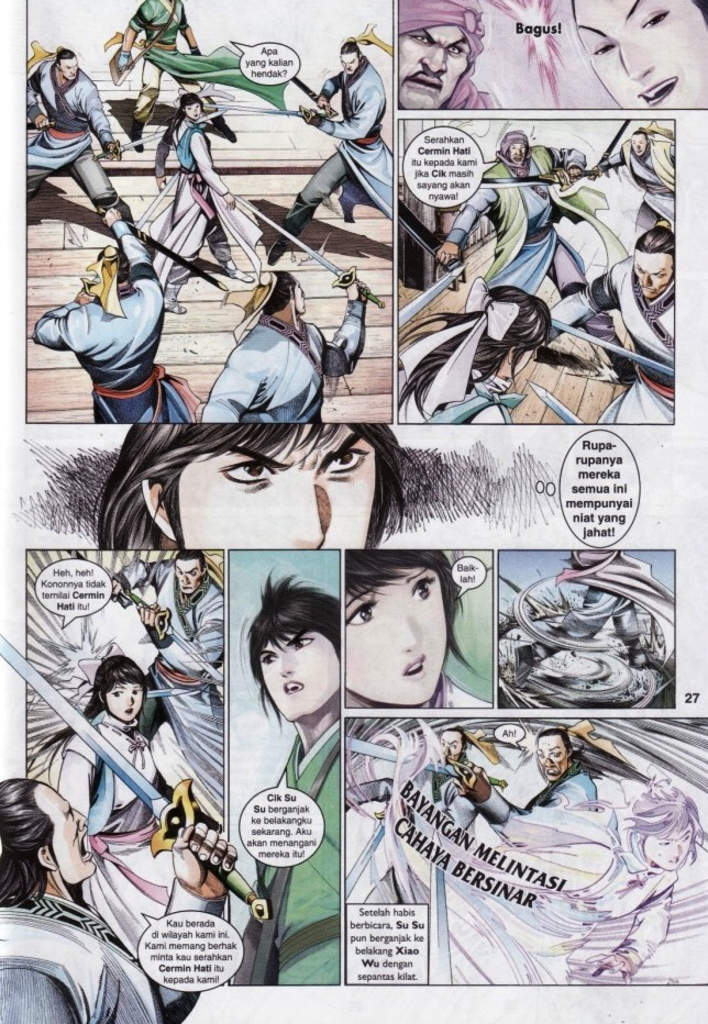 Apa
yang kalian
hendak?
Bagus!
Serahkan
Cermin Hati
itu kepada kami
jika Cik masih
sayang akan
nyawa!
Rupa-
rupanya
mereka
semua ini
mempunyai
niat yang
jahat!
Heh, heh!
Kononnya tidak
ternilai Cermin
Hati itu!
Kau berada
di wilayah kami ini.
Kami memang berhak
minta kau serahkan
Cermin Hati itu
kepada kami!
Cik Su
Su berganjak
ke belakangku
sekarang. Aku
akan menangani
mereka itu!
Baik-
lah!
27
Ah!
BAYANGAN MELINTASI
CAHAYA BERSINAR
Setelah habis
berbicara, Su Su
pun berganjak ke
belakang Xiao
Wu dengan
sepantas kilat.